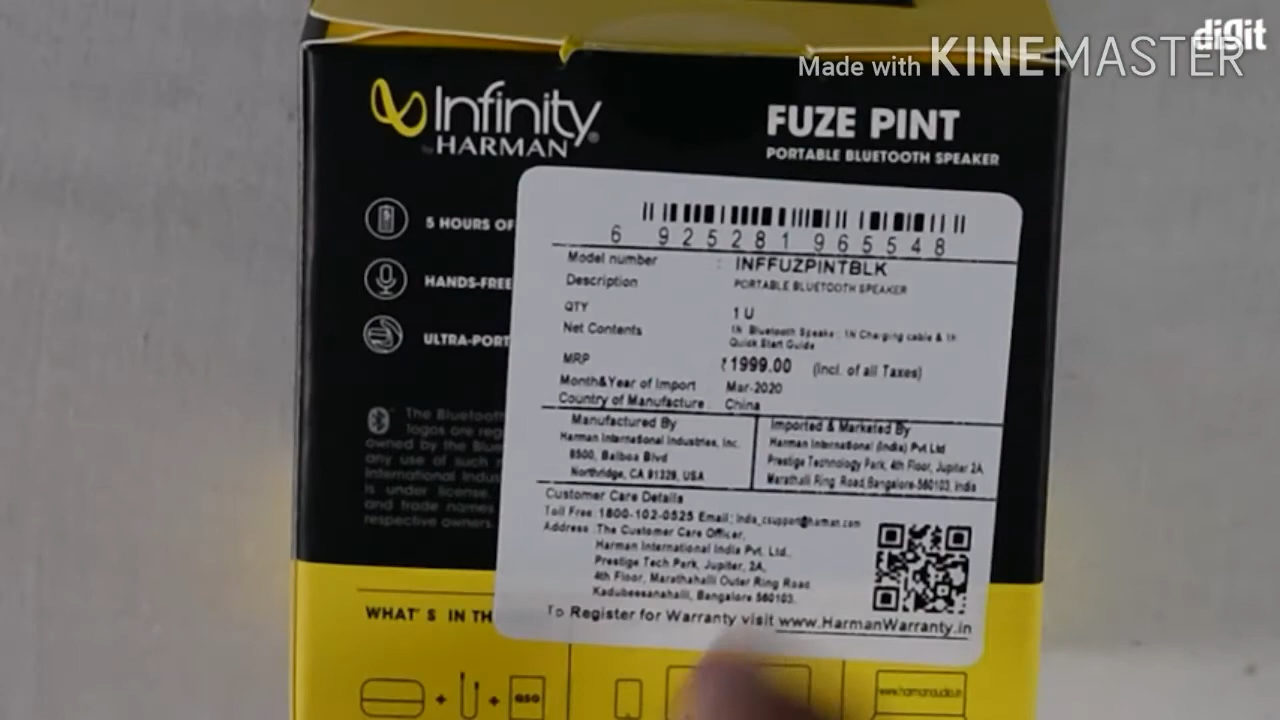 digit
Made with KINEMASTER
Infinity®
by HARMAN
FUZE PINT
PORTABLE BLUETOOTH SPEAKER
5 HOURS OF
HANDS-FREE
ULTRA-PORT
6 925281 965548
Model number : INFFUZPINTBLK
Description PORTABLE BLUETOOTH SPEAKER
QTY 1 U
Net Contents 1N Bluetooth Speaker, 1N Charging cable & 1N
Quick Start Guide
MRP ₹1999.00 (Incl. of all Taxes)
Month&Year of Import Mar-2020
Country of Manufacture : China
Manufactured By
Harman International Industries, Inc.
8500, Balboa Blvd
Northridge, CA 91329, USA
Imported & Marketed By
Harman International (India) Pvt Ltd
Prestige Technology Park, 4th Floor, Jupiter 2A
Marathalli Ring Road, Bangalore-560103, India
Customer Care Details
Toll Free:1800-102-0525 Email: India_csupport@harman.com
Address :The Customer Care Officer,
Harman International India Pvt. Ltd.,
Prestige Tech Park, Jupiter, 2A,
4th Floor, Marathahalli Outer Ring Road
Kadubeesanahalli, Bangalore 560103.
To Register for Warranty visit www.HarmanWarranty.in
The Bluetooth
logos are reg
owned by the Blue
any use of such
International Indus
is under license.
and trade names
respective owners.
WHAT' S IN TH
+ + QSG
www.harmanaudio.in